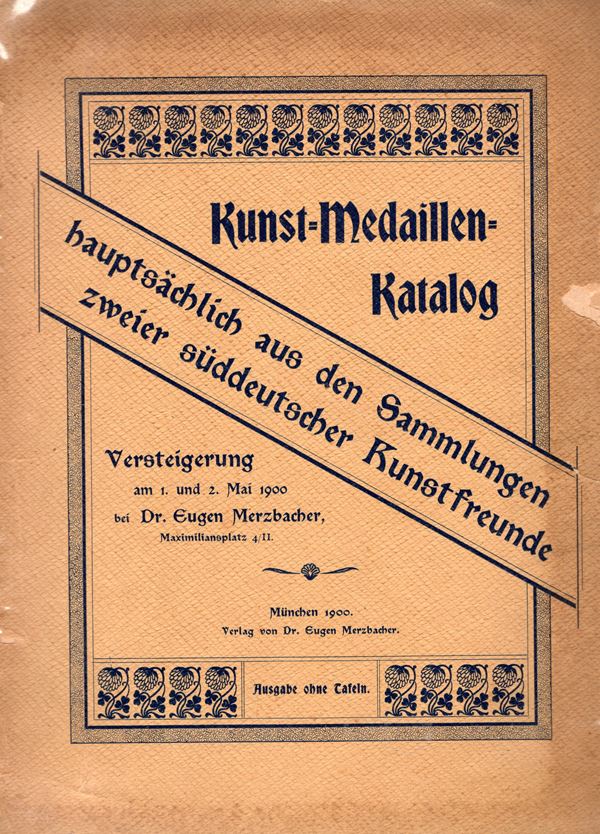 Kunst=Medaillen=
Katalog
hauptsächlich aus den Sammlungen
zweier süddeutscher Kunstfreunde
Versteigerung
am 1. und 2. Mai 1900
bei Dr. Eugen Merzbacher,
Maximiliansplatz 4/II.
München 1900.
Verlag von Dr. Eugen Merzbacher.
Ausgabe ohne Tafeln.